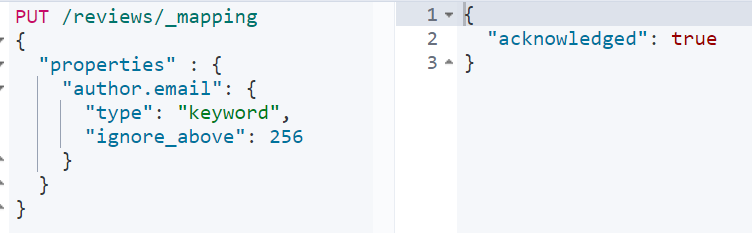 PUT /reviews/_mapping
{
  "properties" : {
    "author.email": {
      "type": "keyword",
      "ignore_above": 256
    }
  }
}
1 {
2   "acknowledged": true
3 }